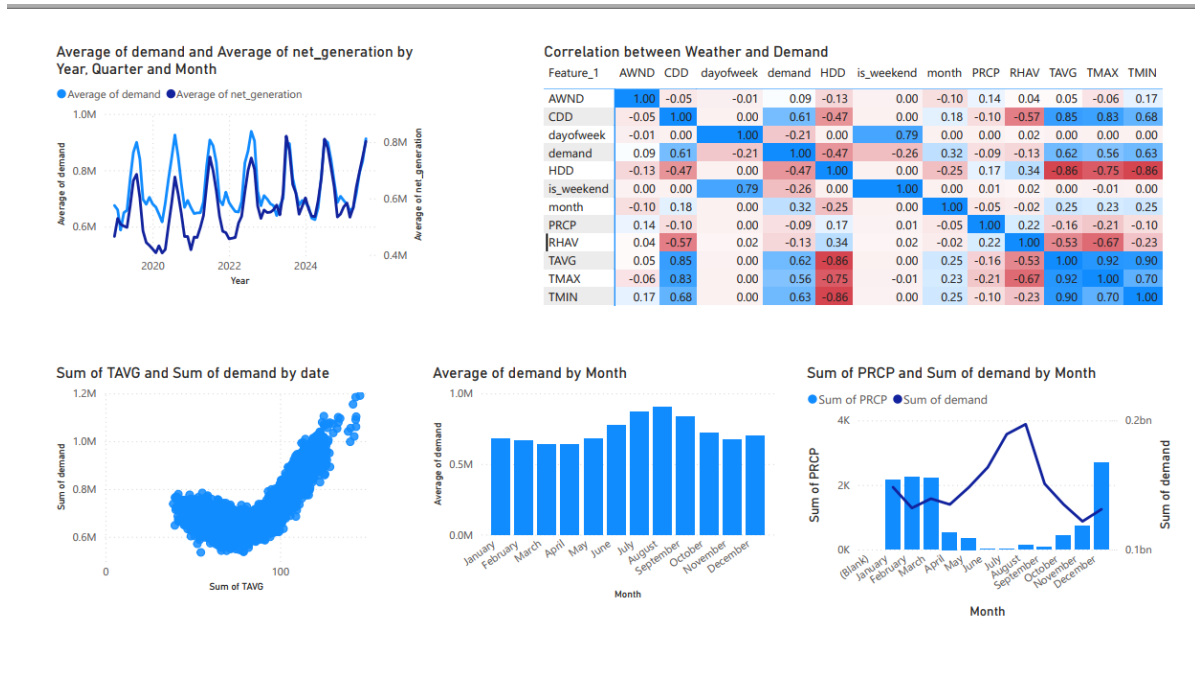 Average of demand and Average of net_generation by
Year, Quarter and Month
Average of demand Average of net_generation
1.0M
0.8M
0.6M
0.8M
0.6M
0.4M
Average of demand
Average of net_generation
2020 2022 2024
Year
Correlation between Weather and Demand
Feature_1 AWND CDD dayofweek demand HDD is_weekend month PRCP RHAV TAVG TMAX TMIN
AWND 1.00 -0.05 -0.01 0.09 -0.13 0.00 -0.10 0.14 0.04 0.05 -0.06 0.17
CDD -0.05 1.00 0.00 0.61 -0.47 0.00 0.18 -0.10 -0.57 0.85 0.83 0.68
dayofweek -0.01 0.00 1.00 -0.21 0.00 0.79 0.00 0.00 0.02 0.00 0.00 0.00
demand 0.09 0.61 -0.21 1.00 -0.47 -0.26 0.32 -0.09 -0.13 0.62 0.56 0.63
HDD -0.13 -0.47 0.00 -0.47 1.00 0.00 -0.25 0.17 0.34 -0.86 -0.75 -0.86
is_weekend 0.00 0.00 0.79 -0.26 0.00 1.00 0.00 0.01 0.02 0.00 -0.01 0.00
month -0.10 0.18 0.00 0.32 -0.25 0.00 1.00 -0.05 -0.02 0.25 0.23 0.25
PRCP 0.14 -0.10 0.00 -0.09 0.17 0.01 -0.05 1.00 0.22 -0.16 -0.21 -0.10
RHAV 0.04 -0.57 0.02 -0.13 0.34 0.02 -0.02 0.22 1.00 -0.53 -0.67 -0.23
TAVG 0.05 0.85 0.00 0.62 -0.86 0.00 0.25 -0.16 -0.53 1.00 0.92 0.90
TMAX -0.06 0.83 0.00 0.56 -0.75 -0.01 0.23 -0.21 -0.67 0.92 1.00 0.70
TMIN 0.17 0.68 0.00 0.63 -0.86 0.00 0.25 -0.10 -0.23 0.90 0.70 1.00
Sum of TAVG and Sum of demand by date
1.2M
1.0M
0.8M
0.6M
Sum of demand
0 100
Sum of TAVG
Average of demand by Month
1.0M
0.5M
0.0M
Average of demand
January February March April May June July August September October November December
Month
Sum of PRCP and Sum of demand by Month
Sum of PRCP Sum of demand
4K
2K
0K
0.2bn
0.1bn
Sum of PRCP
Sum of demand
(Blank) January February March April May June July August September October November December
Month